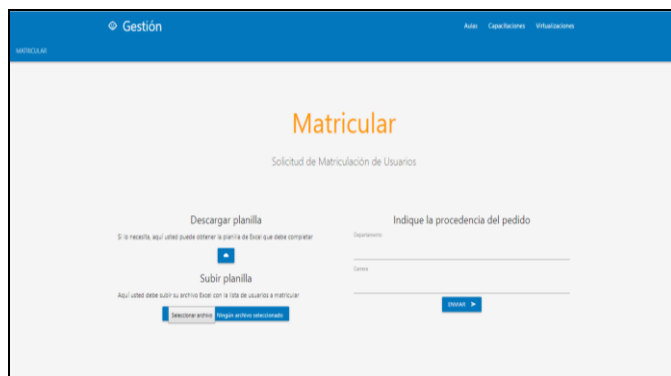 Gestión
Aulas Capacitaciones Virtualizaciones
MATRICULAR
Matricular
Solicitud de Matriculación de Usuarios
Descargar planilla
Si lo necesita, aquí usted puede obtener la planilla de Excel que debe completar
Subir planilla
Aquí usted debe subir su archivo Excel con la lista de usuarios a matricular
Seleccionar archivo Ningún archivo seleccionado
Indique la procedencia del pedido
Departamento
Carrera
ENVIAR